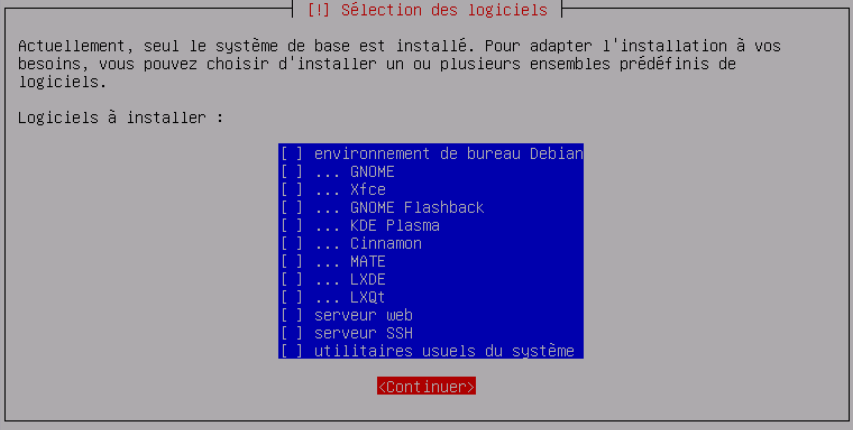 [!] Sélection des logiciels
Actuellement, seul le système de base est installé. Pour adapter l'installation à vos
besoins, vous pouvez choisir d'installer un ou plusieurs ensembles prédéfinis de
logiciels.
Logiciels à installer :
[ ] environnement de bureau Debian
[ ] ... GNOME
[ ] ... Xfce
[ ] ... GNOME Flashback
[ ] ... KDE Plasma
[ ] ... Cinnamon
[ ] ... MATE
[ ] ... LXDE
[ ] ... LXQt
[ ] serveur web
[ ] serveur SSH
[ ] utilitaires usuels du système
<Continuer>